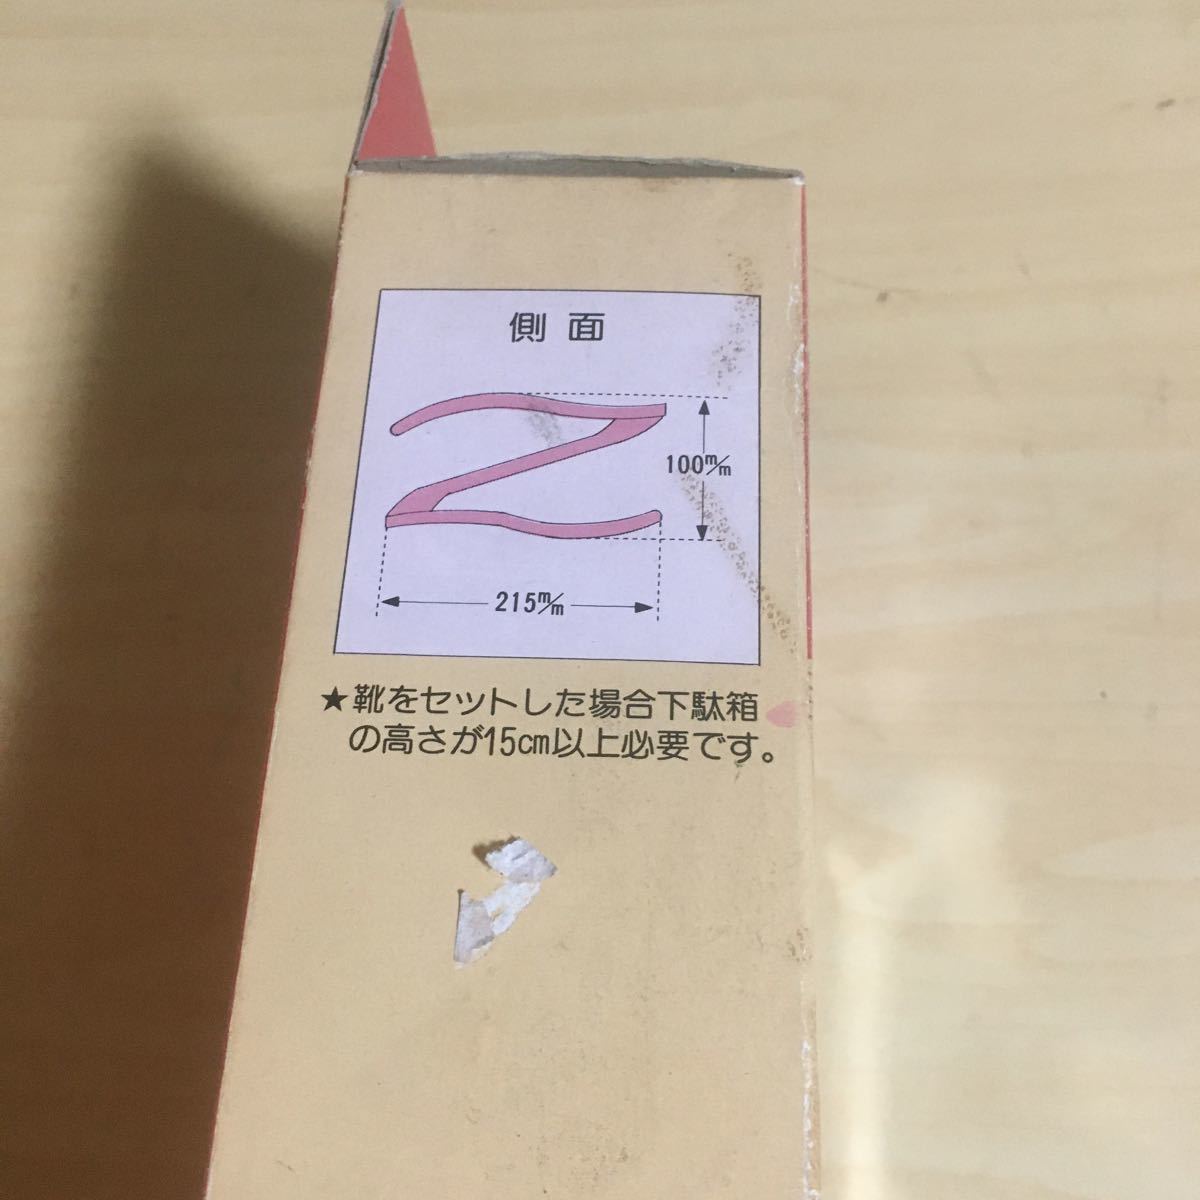 側面
100m/m
215m/m
★靴をセットした場合下駄箱
の高さが15cm以上必要です。